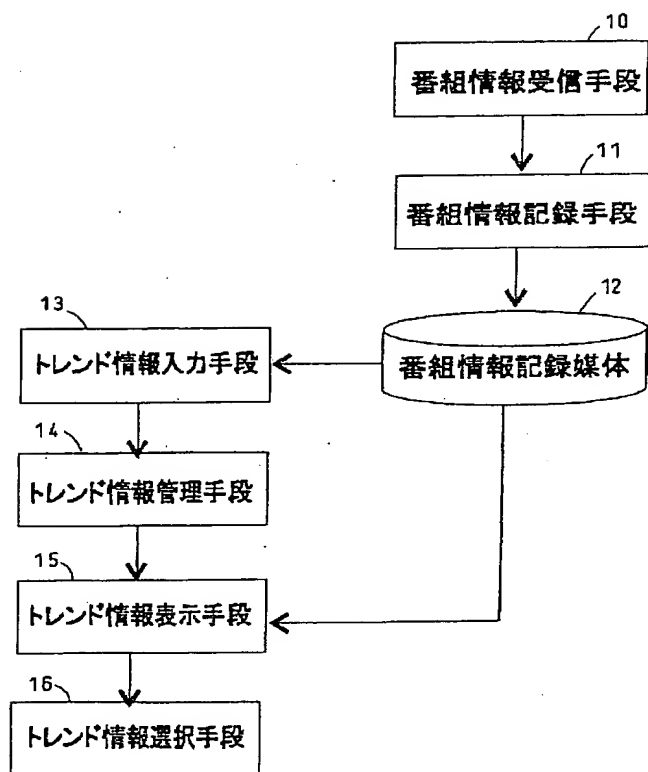 10
番組情報受信手段
11
番組情報記録手段
12
番組情報記録媒体
13
トレンド情報入力手段
14
トレンド情報管理手段
15
トレンド情報表示手段
16
トレンド情報選択手段